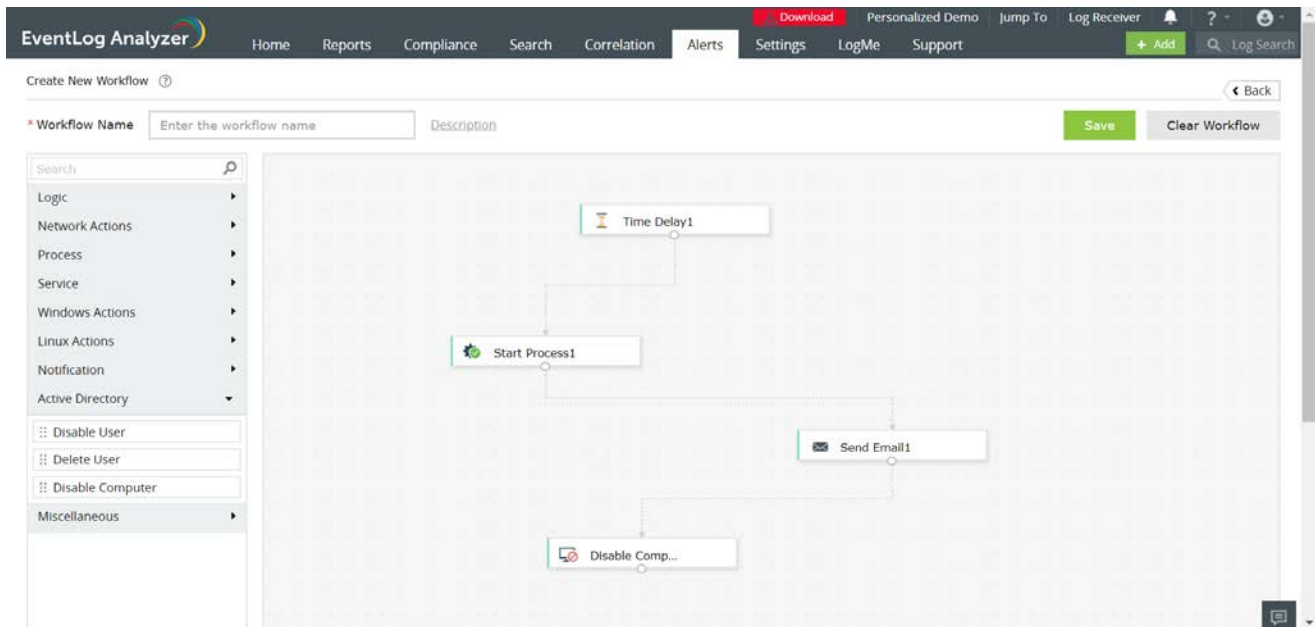 Download Personalized Demo Jump To Log Receiver ?
EventLog Analyzer Home Reports Compliance Search Correlation Alerts Settings LogMe Support + Add Log Search
Create New Workflow ?
Back
* Workflow Name Enter the workflow name Description Save Clear Workflow
Search
Logic
Network Actions
Process
Service
Windows Actions
Linux Actions
Notification
Active Directory
Disable User
Delete User
Disable Computer
Miscellaneous
Time Delay1
Start Process1
Send Email1
Disable Comp...